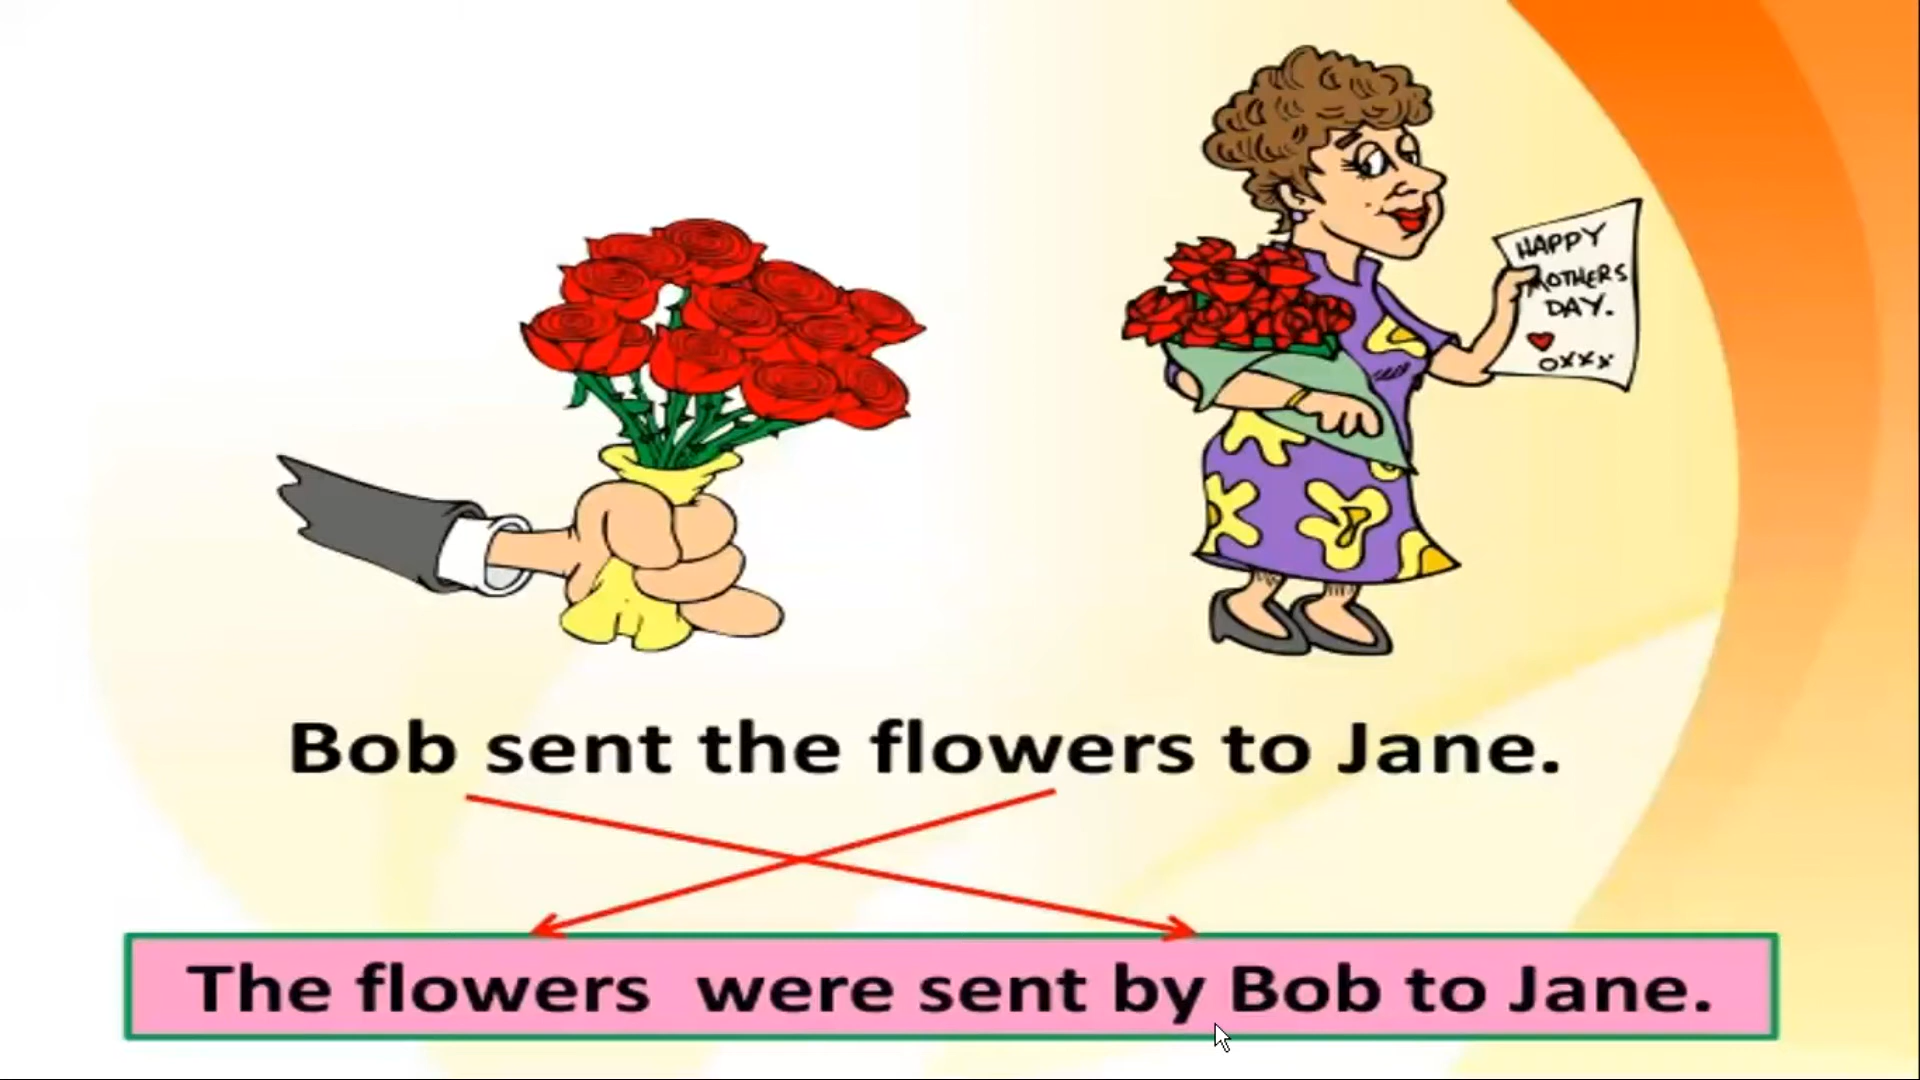 HAPPY
MOTHERS
DAY.
OXXX
Bob sent the flowers to Jane.
The flowers were sent by Bob to Jane.